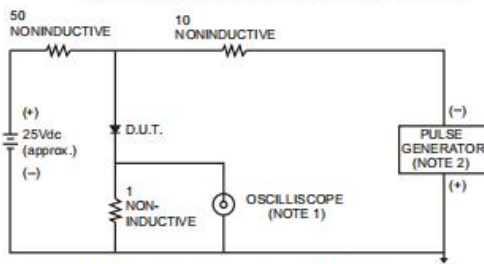 50
NONINDUCTIVE
10
NONINDUCTIVE
(+)
25Vdc
(approx.)
(−)
D.U.T.
1
NON-
INDUCTIVE
OSCILLISCOPE
(NOTE 1)
(−)
PULSE
GENERATOR
(NOTE 2)
(+)